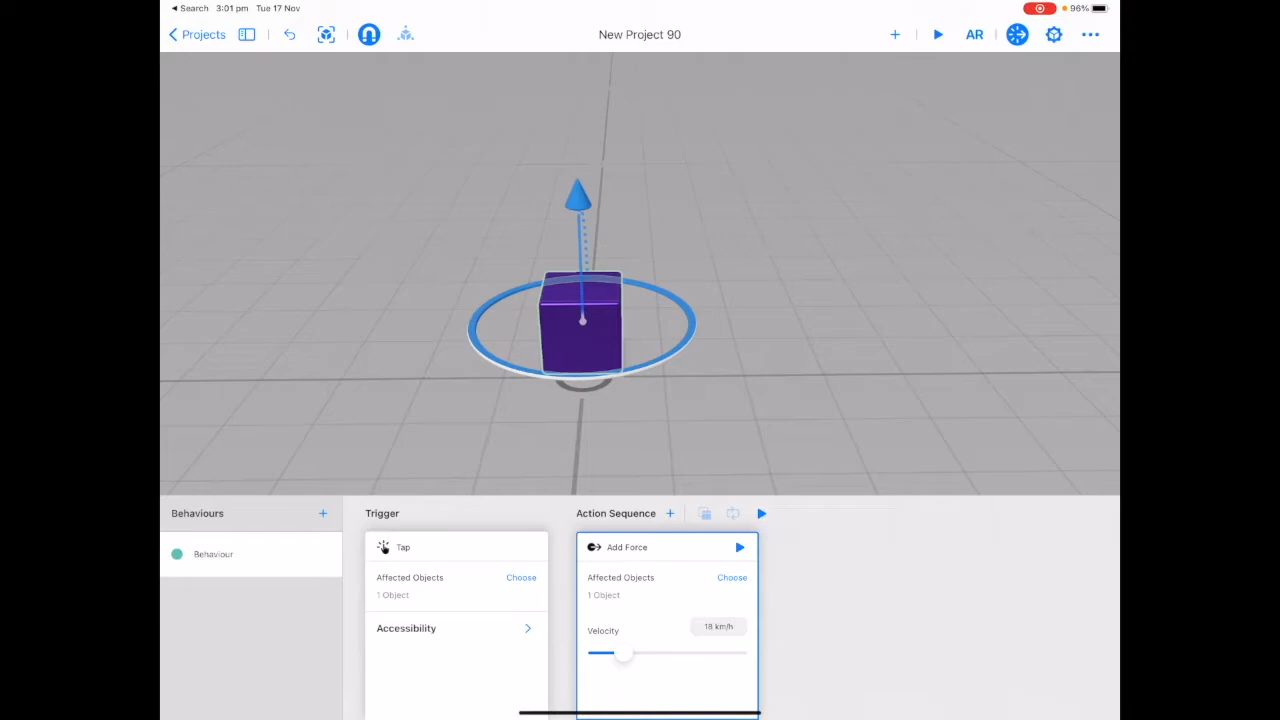 Search 3:01 pm Tue 17 Nov 96%
Projects New Project 90 AR
Behaviours Trigger Action Sequence
Behaviour
Tap
Affected Objects Choose
1 Object
Accessibility
Add Force
Affected Objects Choose
1 Object
Velocity 18 km/h